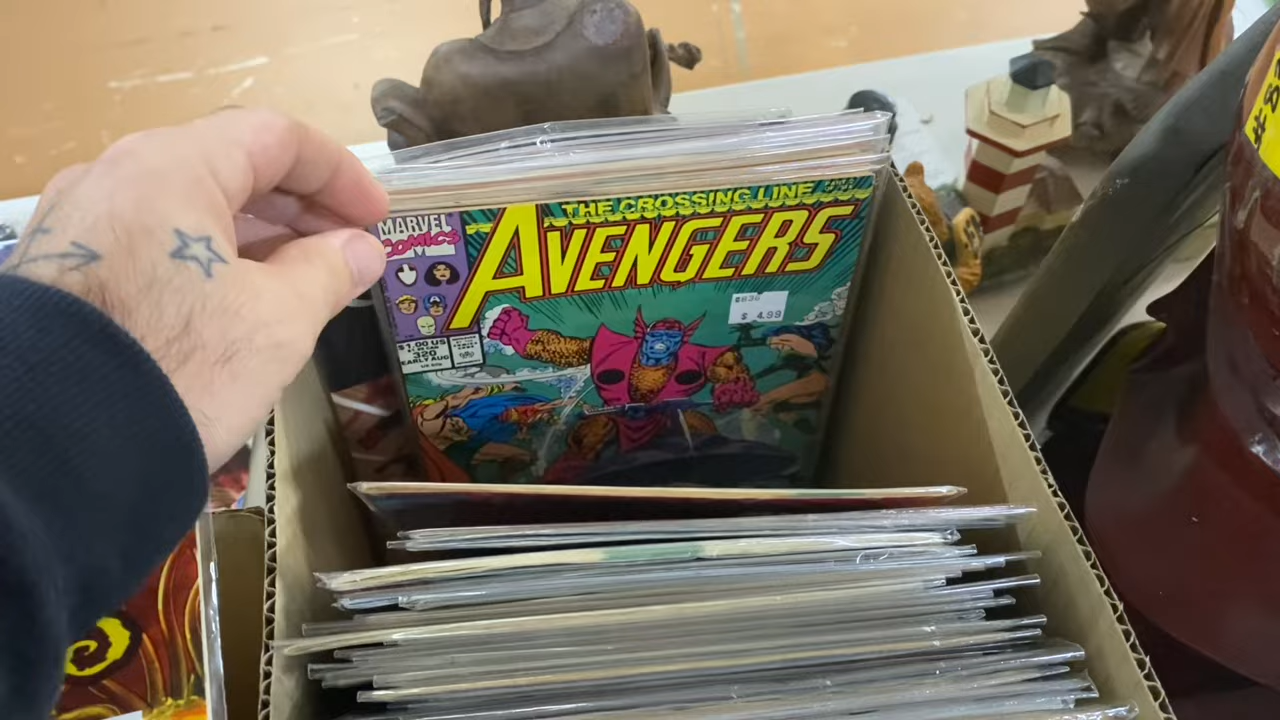 THE CROSSING LINE
MARVEL
COMICS
AVENGERS
$ 4.99
$1.00 US
320
EARLY AUG